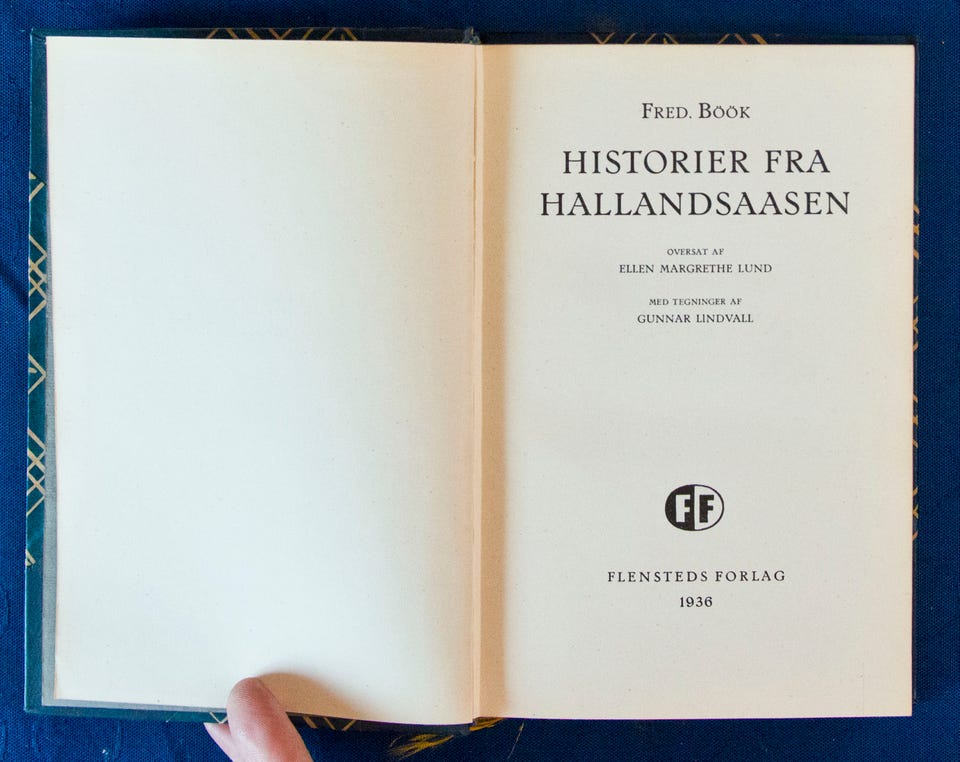 FRED. BÖÖK
HISTORIER FRA
HALLANDSAASEN
OVERSAT AF
ELLEN MARGRETHE LUND
MED TEGNINGER AF
GUNNAR LINDVALL
FF
FLENSTEDS FORLAG
1936